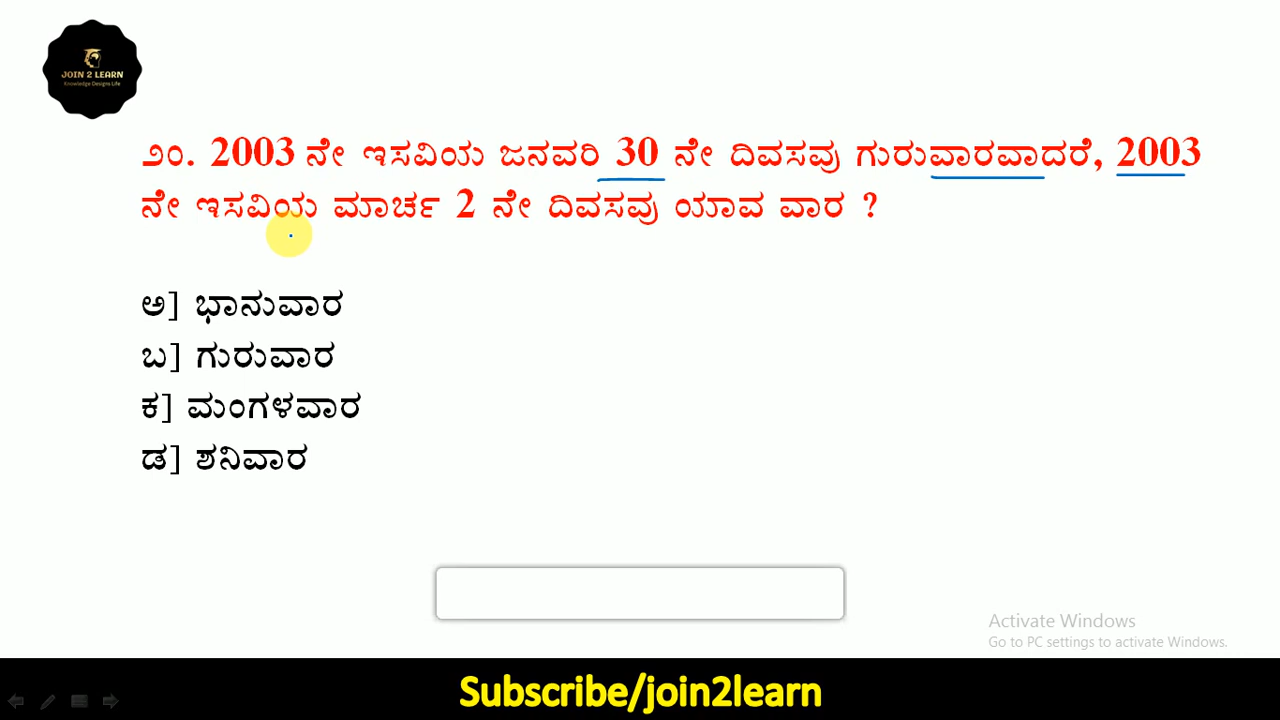 JOIN 2 LEARN
Knowledge Designs Life
೨೦. 2003 ನೇ ಇಸವಿಯ ಜನವರಿ 30 ನೇ ದಿವಸವು ಗುರುವಾರವಾದರೆ, 2003
ನೇ ಇಸವಿಯ ಮಾರ್ಚ 2 ನೇ ದಿವಸವು ಯಾವ ವಾರ ?
ಅ] ಭಾನುವಾರ
ಬ] ಗುರುವಾರ
ಕ] ಮಂಗಳವಾರ
ಡ] ಶನಿವಾರ
Activate Windows
Go to PC settings to activate Windows.
Subscribe/join2learn